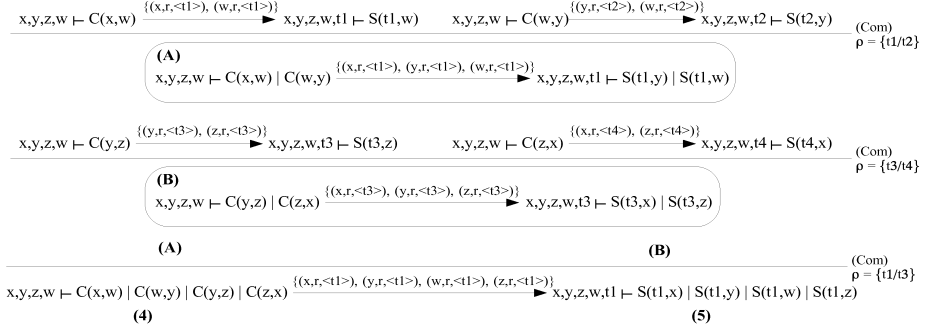 x,y,z,w ⊢ C(x,w) {(x,r,<t1>), (w,r,<t1>)} x,y,z,w,t1 ⊢ S(t1,w) x,y,z,w ⊢ C(w,y) {(y,r,<t2>), (w,r,<t2>)} x,y,z,w,t2 ⊢ S(t2,y)
(Com)
ρ = {t1/t2}
(A)
x,y,z,w ⊢ C(x,w) | C(w,y) {(x,r,<t1>), (y,r,<t1>), (w,r,<t1>)} x,y,z,w,t1 ⊢ S(t1,y) | S(t1,w)
x,y,z,w ⊢ C(y,z) {(y,r,<t3>), (z,r,<t3>)} x,y,z,w,t3 ⊢ S(t3,z) x,y,z,w ⊢ C(z,x) {(x,r,<t4>), (z,r,<t4>)} x,y,z,w,t4 ⊢ S(t4,x)
(Com)
ρ = {t3/t4}
(B)
x,y,z,w ⊢ C(y,z) | C(z,x) {(x,r,<t3>), (y,r,<t3>), (z,r,<t3>)} x,y,z,w,t3 ⊢ S(t3,x) | S(t3,z)
(A) (B)
(Com)
ρ = {t1/t3}
x,y,z,w ⊢ C(x,w) | C(w,y) | C(y,z) | C(z,x) {(x,r,<t1>), (y,r,<t1>), (w,r,<t1>), (z,r,<t1>)} x,y,z,w,t1 ⊢ S(t1,x) | S(t1,y) | S(t1,w) | S(t1,z)
(4) (5)